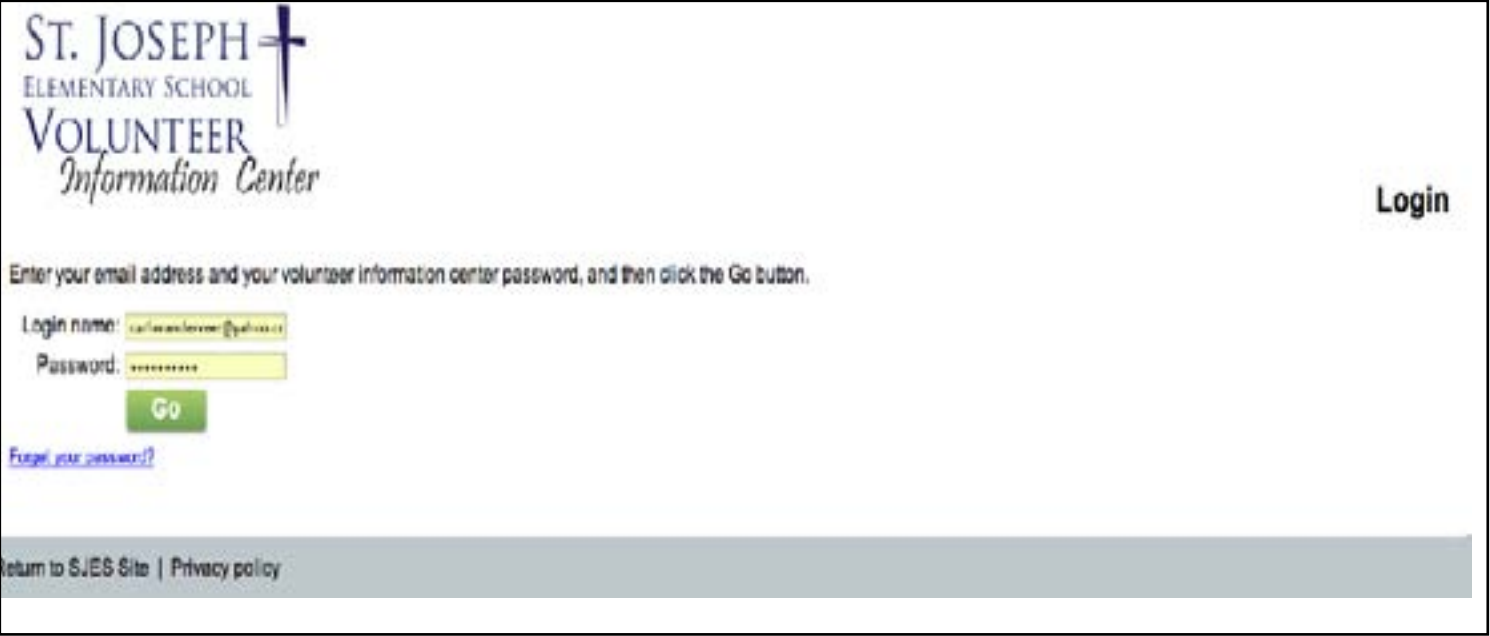 ST. JOSEPH
ELEMENTARY SCHOOL
VOLUNTEER
Information Center
Login
Enter your email address and your volunteer information center password, and then click the Go button.
Login name:
Password: ••••••••••
Go
Forget your password?
Return to SJES Site | Privacy policy